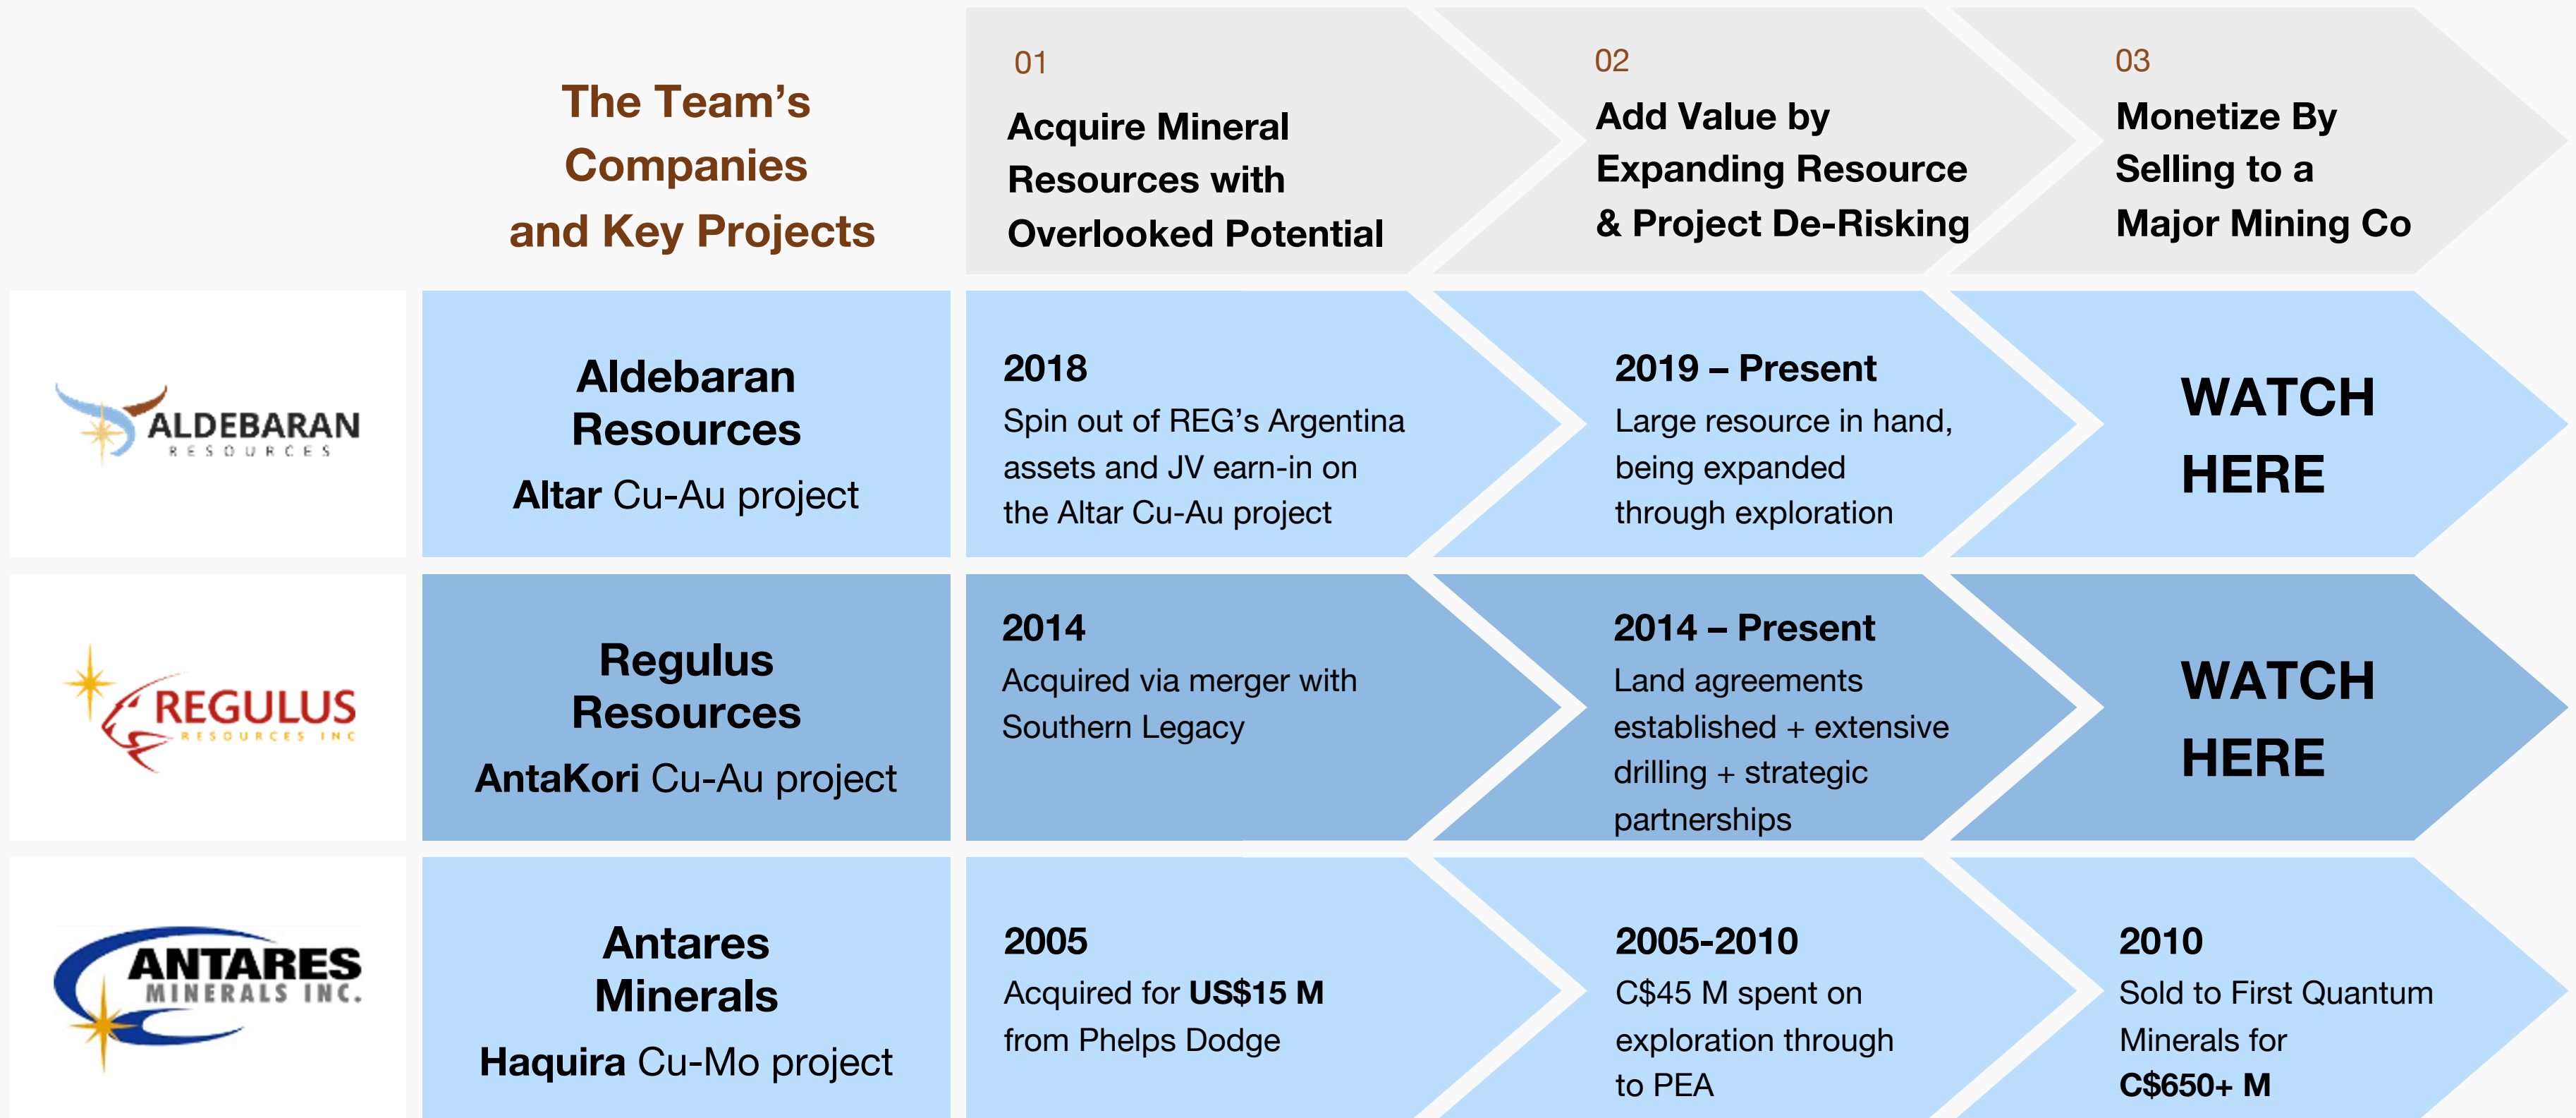 The Team's
Companies
and Key Projects
01
Acquire Mineral
Resources with
Overlooked Potential
02
Add Value by
Expanding Resource
& Project De-Risking
03
Monetize By
Selling to a
Major Mining Co
ALDEBARAN
RESOURCES
Aldebaran
Resources
Altar Cu-Au project
2018
Spin out of REG's Argentina
assets and JV earn-in on
the Altar Cu-Au project
2019 – Present
Large resource in hand,
being expanded
through exploration
WATCH
HERE
REGULUS
RESOURCES INC
Regulus
Resources
AntaKori Cu-Au project
2014
Acquired via merger with
Southern Legacy
2014 – Present
Land agreements
established + extensive
drilling + strategic
partnerships
WATCH
HERE
ANTARES
MINERALS INC.
Antares
Minerals
Haquira Cu-Mo project
2005
Acquired for US$15 M
from Phelps Dodge
2005-2010
C$45 M spent on
exploration through
to PEA
2010
Sold to First Quantum
Minerals for
C$650+ M